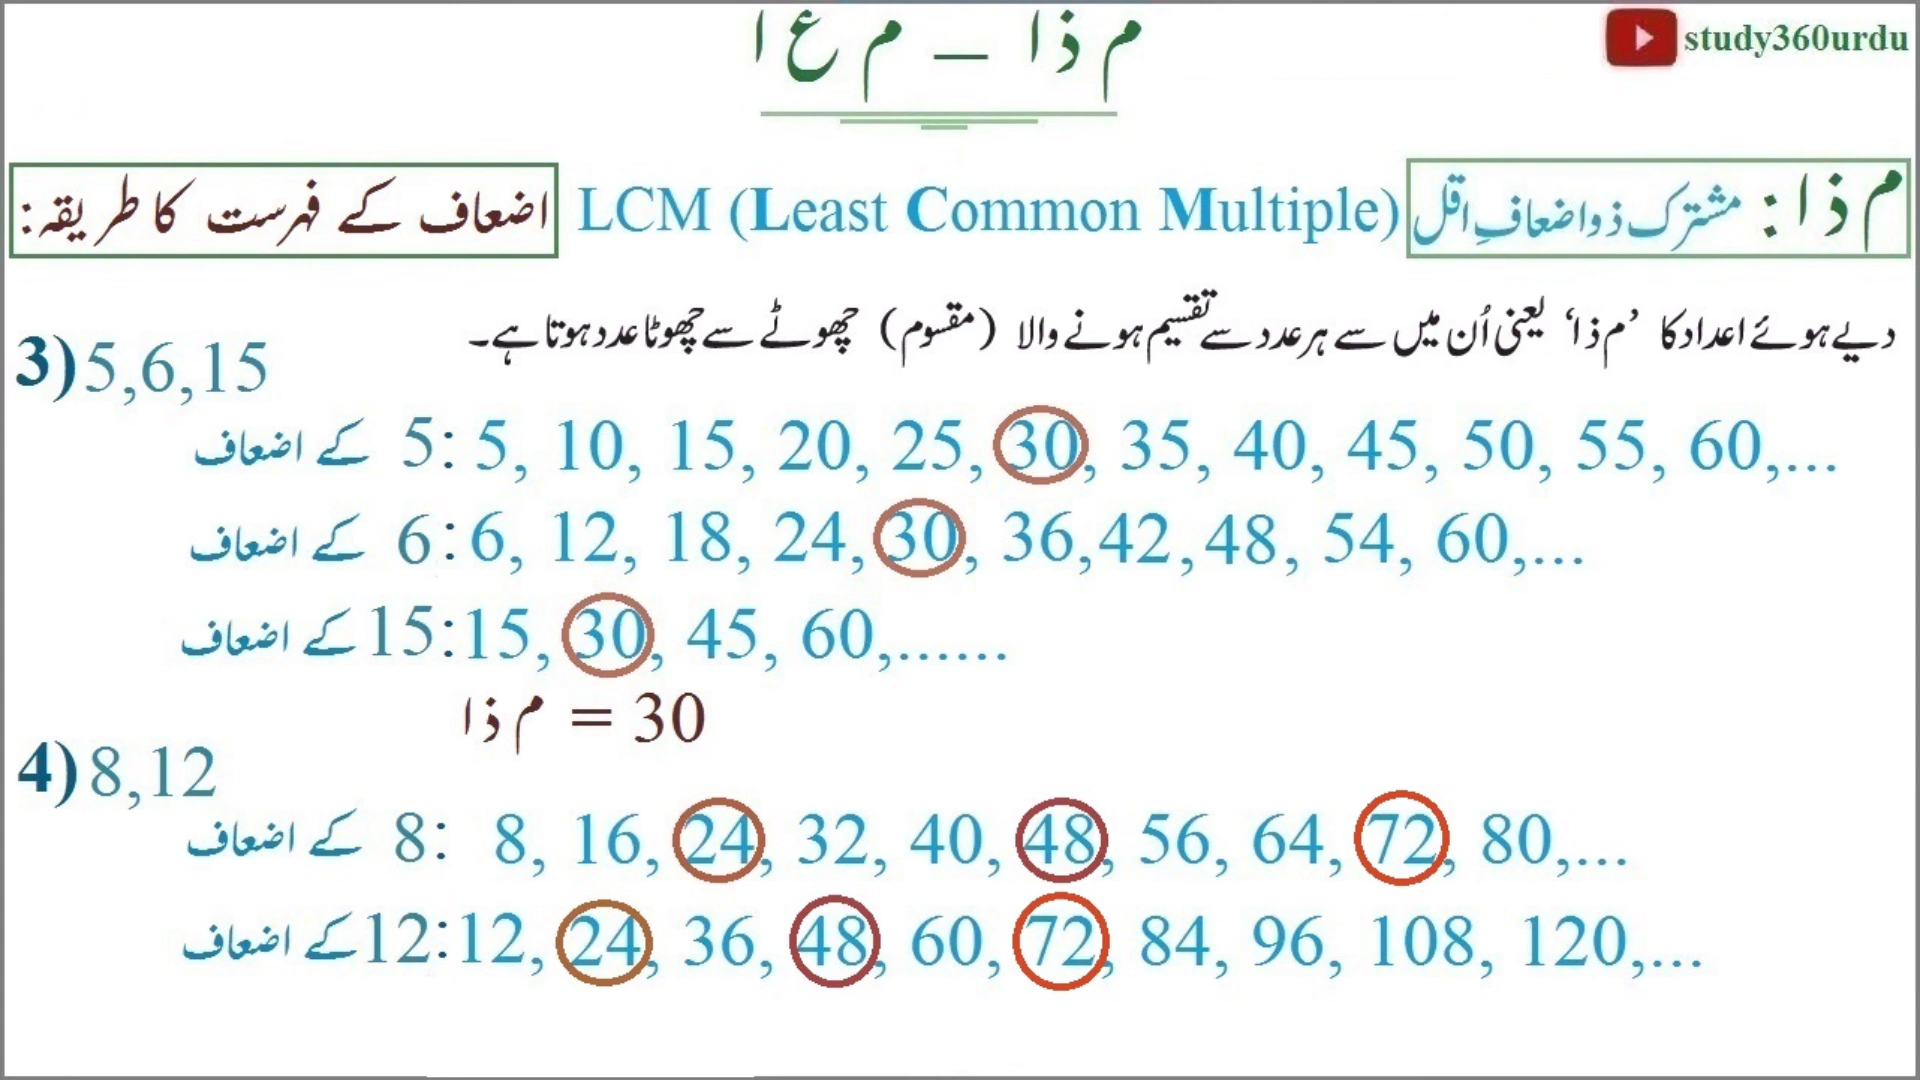 م ذ ا – م ع ا
study360urdu
م ذ ا: مشترک ذواضعافِ اقل
LCM (Least Common Multiple)
اضعاف کے فہرست کا طریقہ:
دیے ہوئے اعداد کا ’م ذ ا‘ یعنی اُن میں سے ہر عدد سے تقسیم ہونے والا (مقسوم) چھوٹے سے چھوٹا عدد ہوتا ہے۔
3) 5,6,15
5 کے اضعاف: 5, 10, 15, 20, 25, 30, 35, 40, 45, 50, 55, 60,...
6 کے اضعاف: 6, 12, 18, 24, 30, 36,42,48, 54, 60,...
15 کے اضعاف: 15, 30, 45, 60,......
م ذ ا = 30
4) 8,12
8 کے اضعاف: 8, 16, 24, 32, 40, 48, 56, 64, 72, 80,...
12 کے اضعاف: 12, 24, 36, 48, 60, 72, 84, 96, 108, 120,...